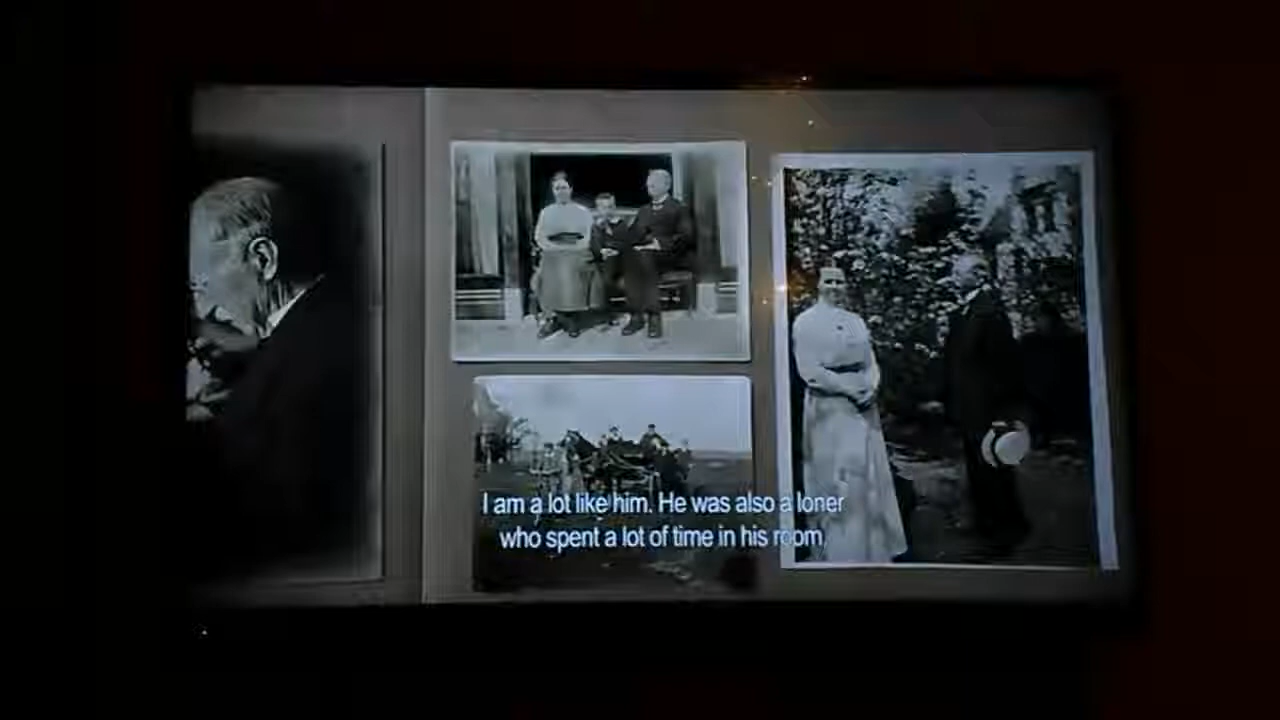 I am a lot like him. He was also a loner
who spent a lot of time in his room.